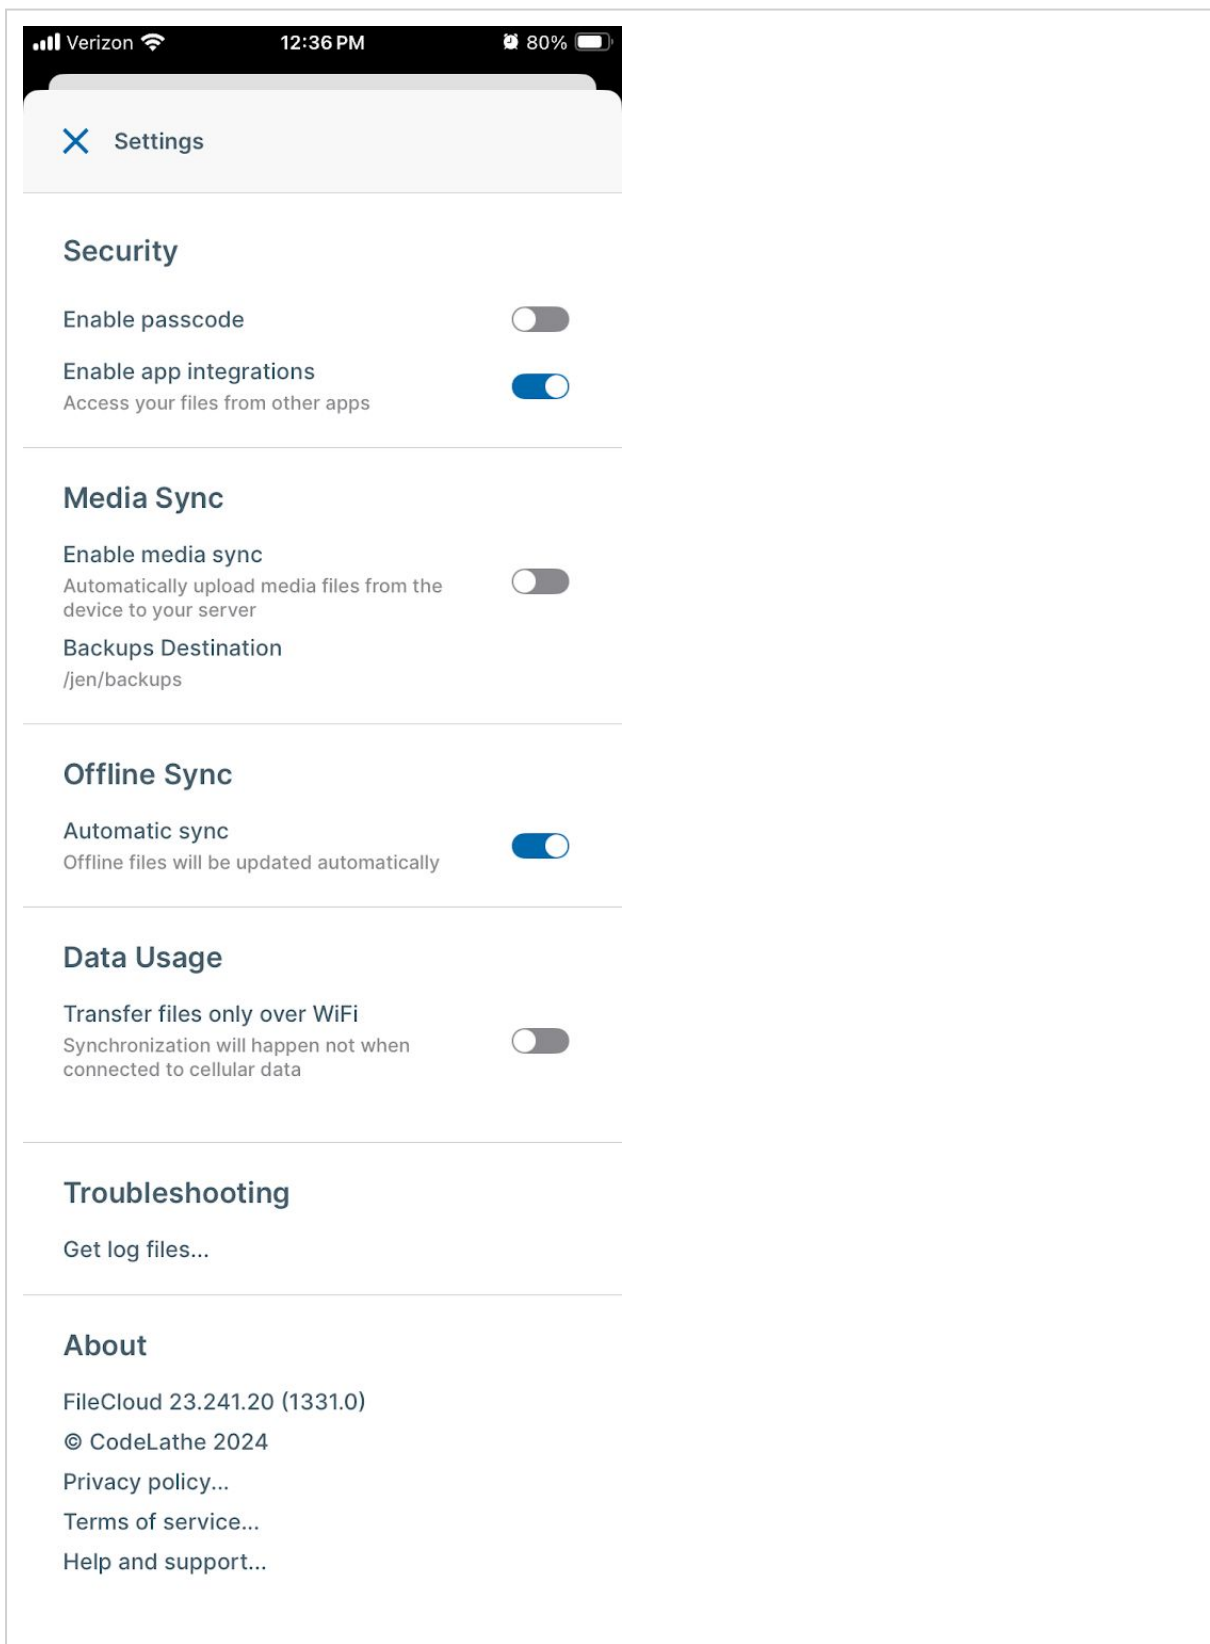 Verizon 12:36 PM 80%
Settings
Security
Enable passcode
Enable app integrations
Access your files from other apps
Media Sync
Enable media sync
Automatically upload media files from the
device to your server
Backups Destination
/jen/backups
Offline Sync
Automatic sync
Offline files will be updated automatically
Data Usage
Transfer files only over WiFi
Synchronization will happen not when
connected to cellular data
Troubleshooting
Get log files...
About
FileCloud 23.241.20 (1331.0)
© CodeLathe 2024
Privacy policy...
Terms of service...
Help and support...